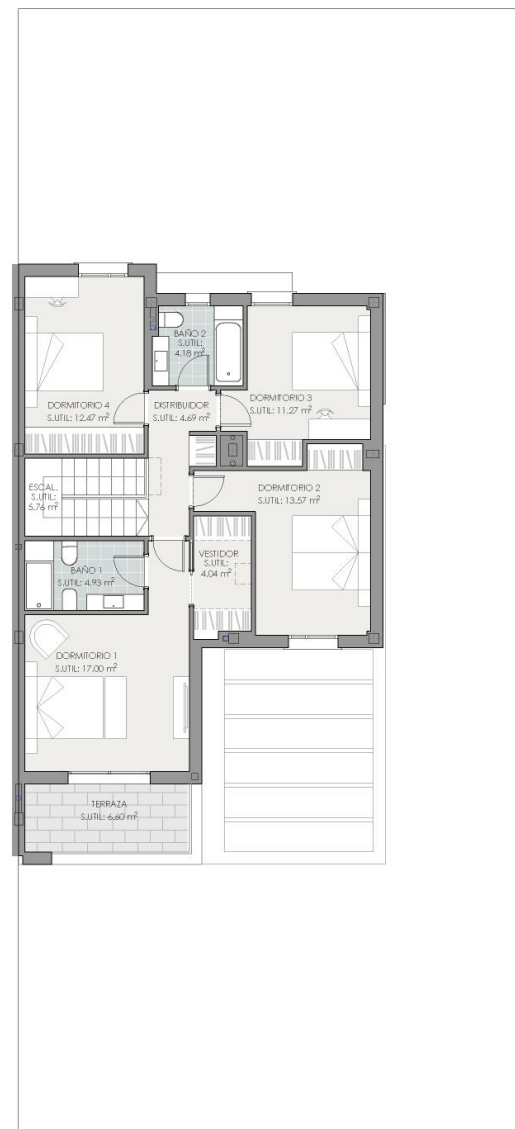 BAÑO 2
S.UTIL:
4.18 m²
DORMITORIO 4
S.UTIL: 12.47 m²
DISTRIBUIDOR
S.UTIL: 4.69 m²
DORMITORIO 3
S.UTIL: 11.27 m²
ESCAL.
S.UTIL:
5.76 m²
DORMITORIO 2
S.UTIL: 13.57 m²
BAÑO 1
S.UTIL: 4.93 m²
VESTIDOR
S.UTIL:
4.04 m²
DORMITORIO 1
S.UTIL: 17.00 m²
TERRAZA
S.UTIL: 6.60 m²